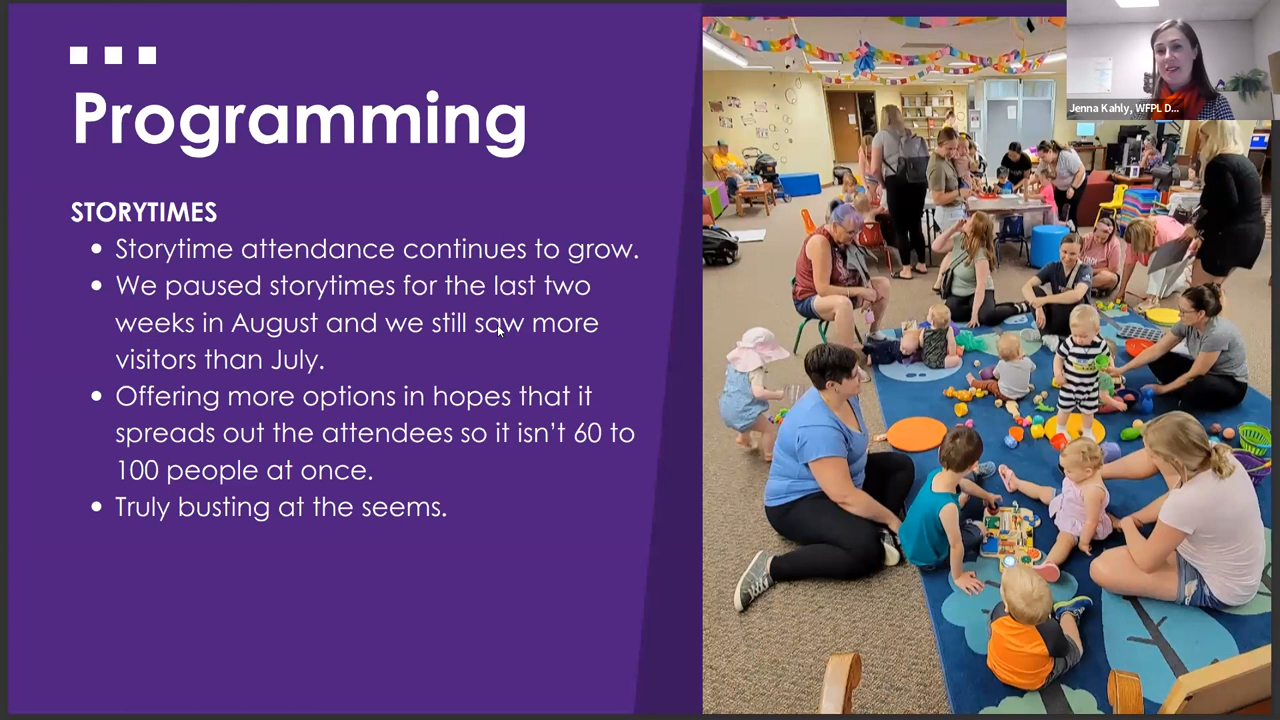 Programming
STORYTIMES
• Storytime attendance continues to grow.
• We paused storytimes for the last two
weeks in August and we still saw more
visitors than July.
• Offering more options in hopes that it
spreads out the attendees so it isn't 60 to
100 people at once.
• Truly busting at the seems.
Jenna Kahly, WFPL D...